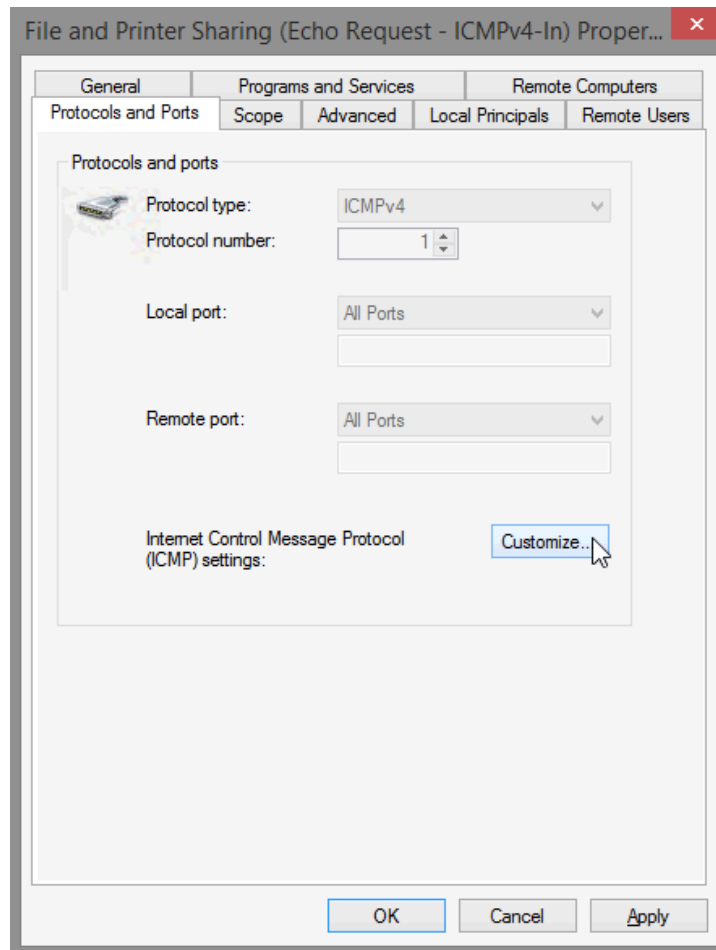 File and Printer Sharing (Echo Request - ICMPv4-In) Proper...
General Programs and Services Remote Computers
Protocols and Ports Scope Advanced Local Principals Remote Users
Protocols and ports
Protocol type: ICMPv4
Protocol number: 1
Local port: All Ports
Remote port: All Ports
Internet Control Message Protocol
(ICMP) settings:
Customize...
OK Cancel Apply